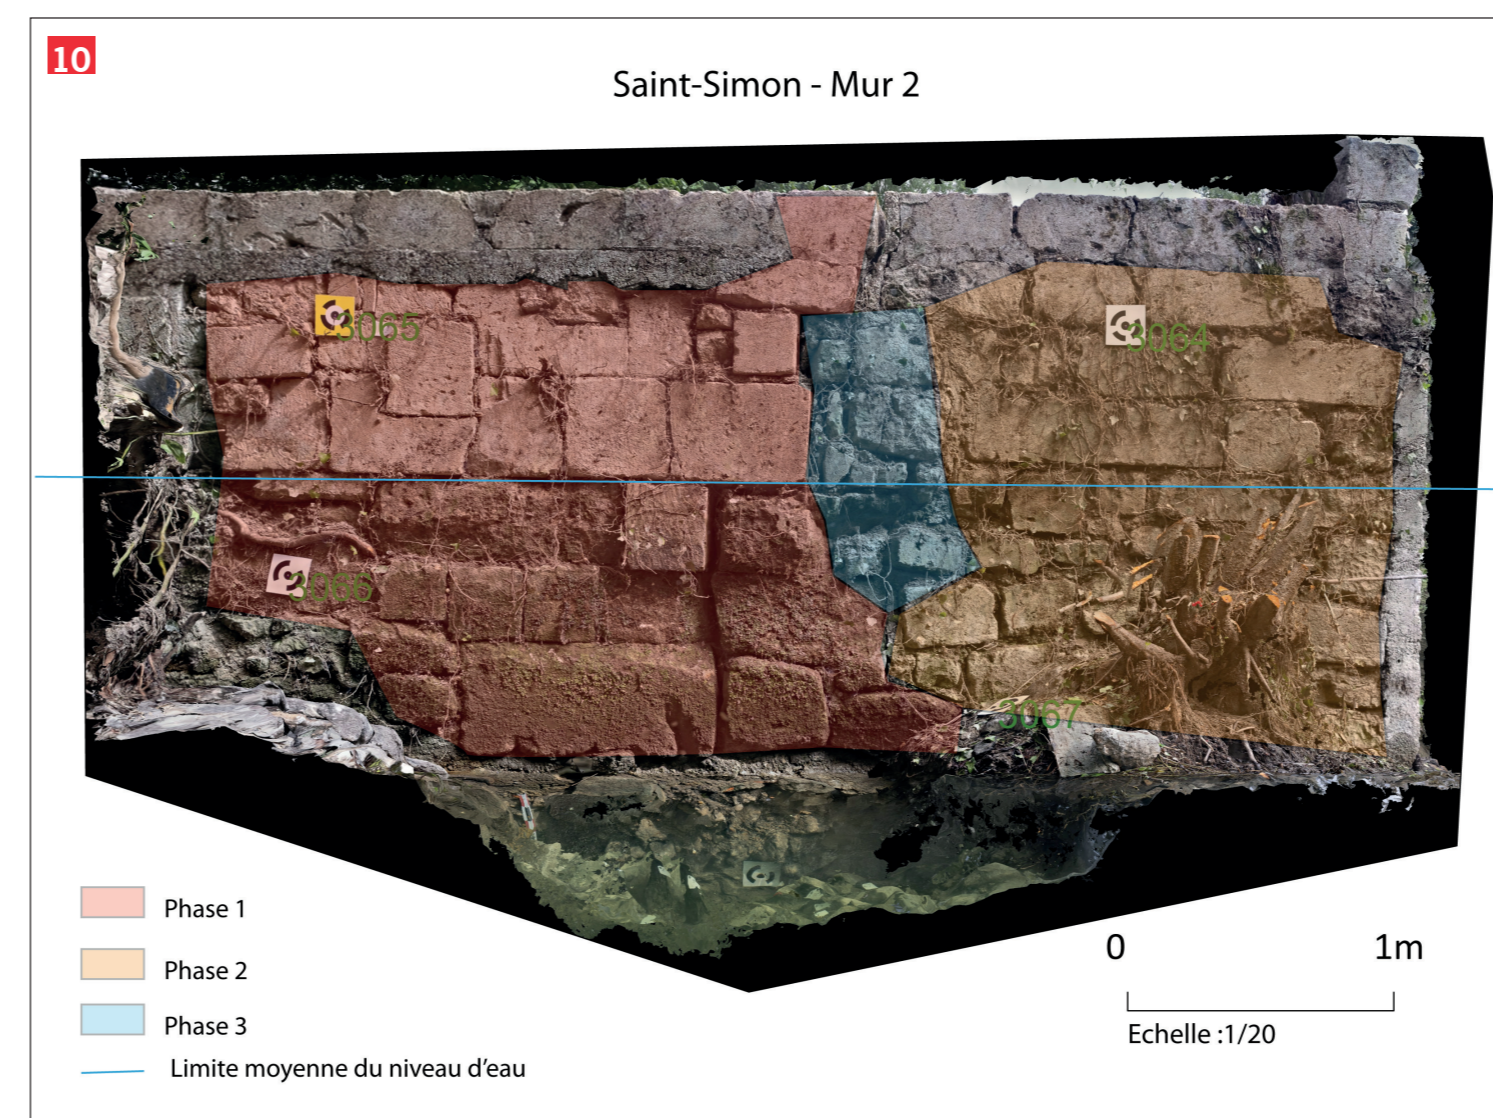 10
Saint-Simon - Mur 2
3065
3064
3066
3067
Phase 1
Phase 2
Phase 3
Limite moyenne du niveau d'eau
0 1m
Echelle :1/20